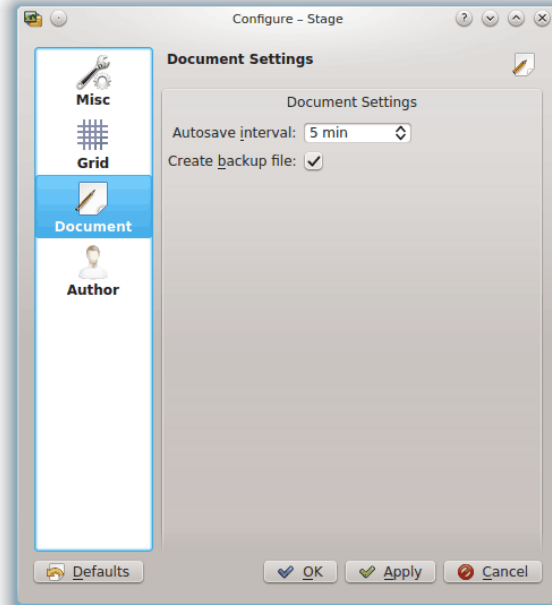 Configure – Stage
Misc
Grid
Document
Author
Document Settings
Document Settings
Autosave interval: 5 min
Create backup file:
Defaults
OK
Apply
Cancel